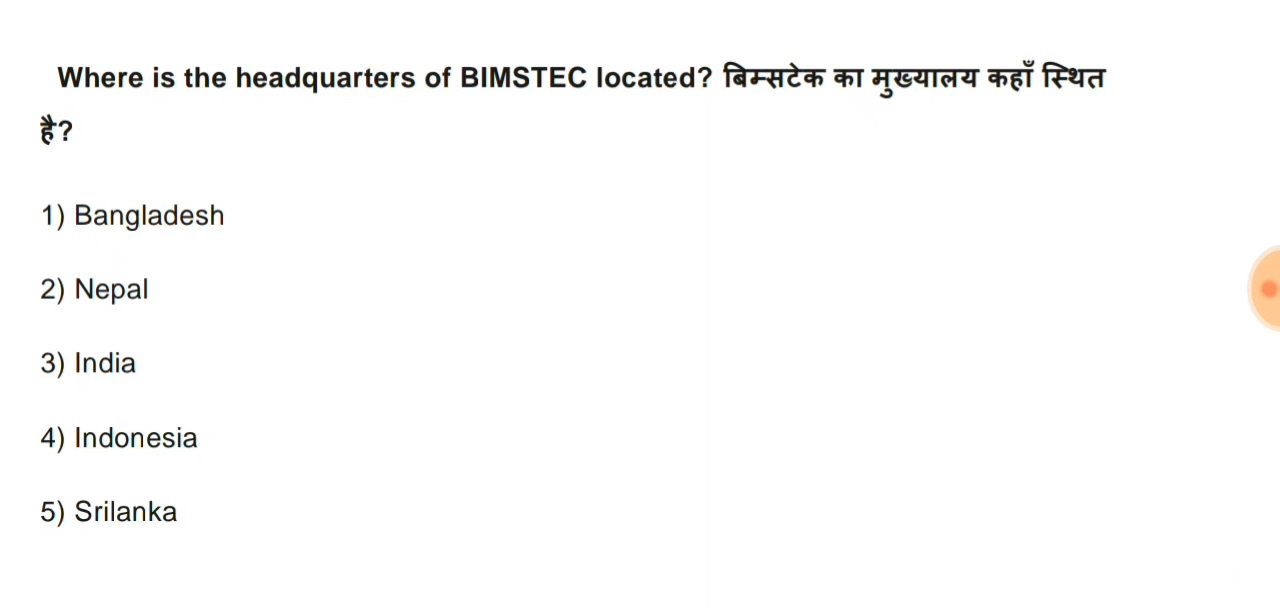 Where is the headquarters of BIMSTEC located? बिम्सटेक का मुख्यालय कहाँ स्थित
है?
1) Bangladesh
2) Nepal
3) India
4) Indonesia
5) Srilanka